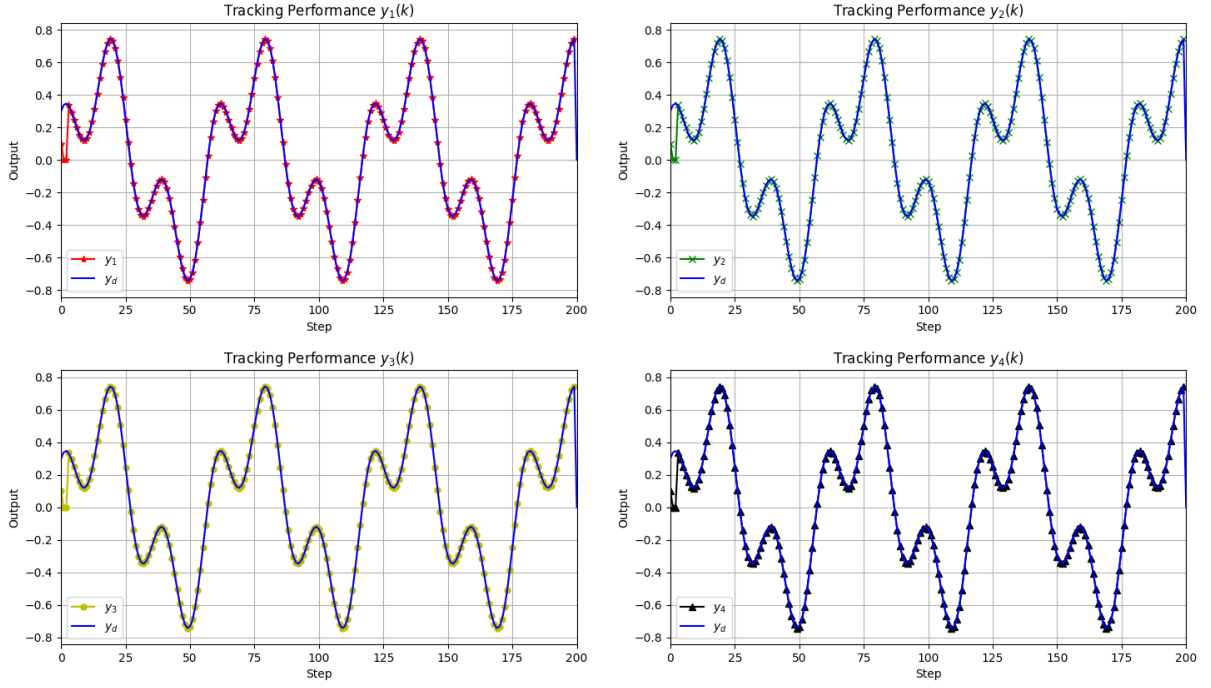 Tracking Performance y₁(k)
0.8
0.6
0.4
0.2
0.0
−0.2
−0.4
−0.6
−0.8
Output
y₁
y_d
0 25 50 75 100 125 150 175 200
Step
Tracking Performance y₂(k)
0.8
0.6
0.4
0.2
0.0
−0.2
−0.4
−0.6
−0.8
Output
y₂
y_d
0 25 50 75 100 125 150 175 200
Step
Tracking Performance y₃(k)
0.8
0.6
0.4
0.2
0.0
−0.2
−0.4
−0.6
−0.8
Output
y₃
y_d
0 25 50 75 100 125 150 175 200
Step
Tracking Performance y₄(k)
0.8
0.6
0.4
0.2
0.0
−0.2
−0.4
−0.6
−0.8
Output
y₄
y_d
0 25 50 75 100 125 150 175 200
Step